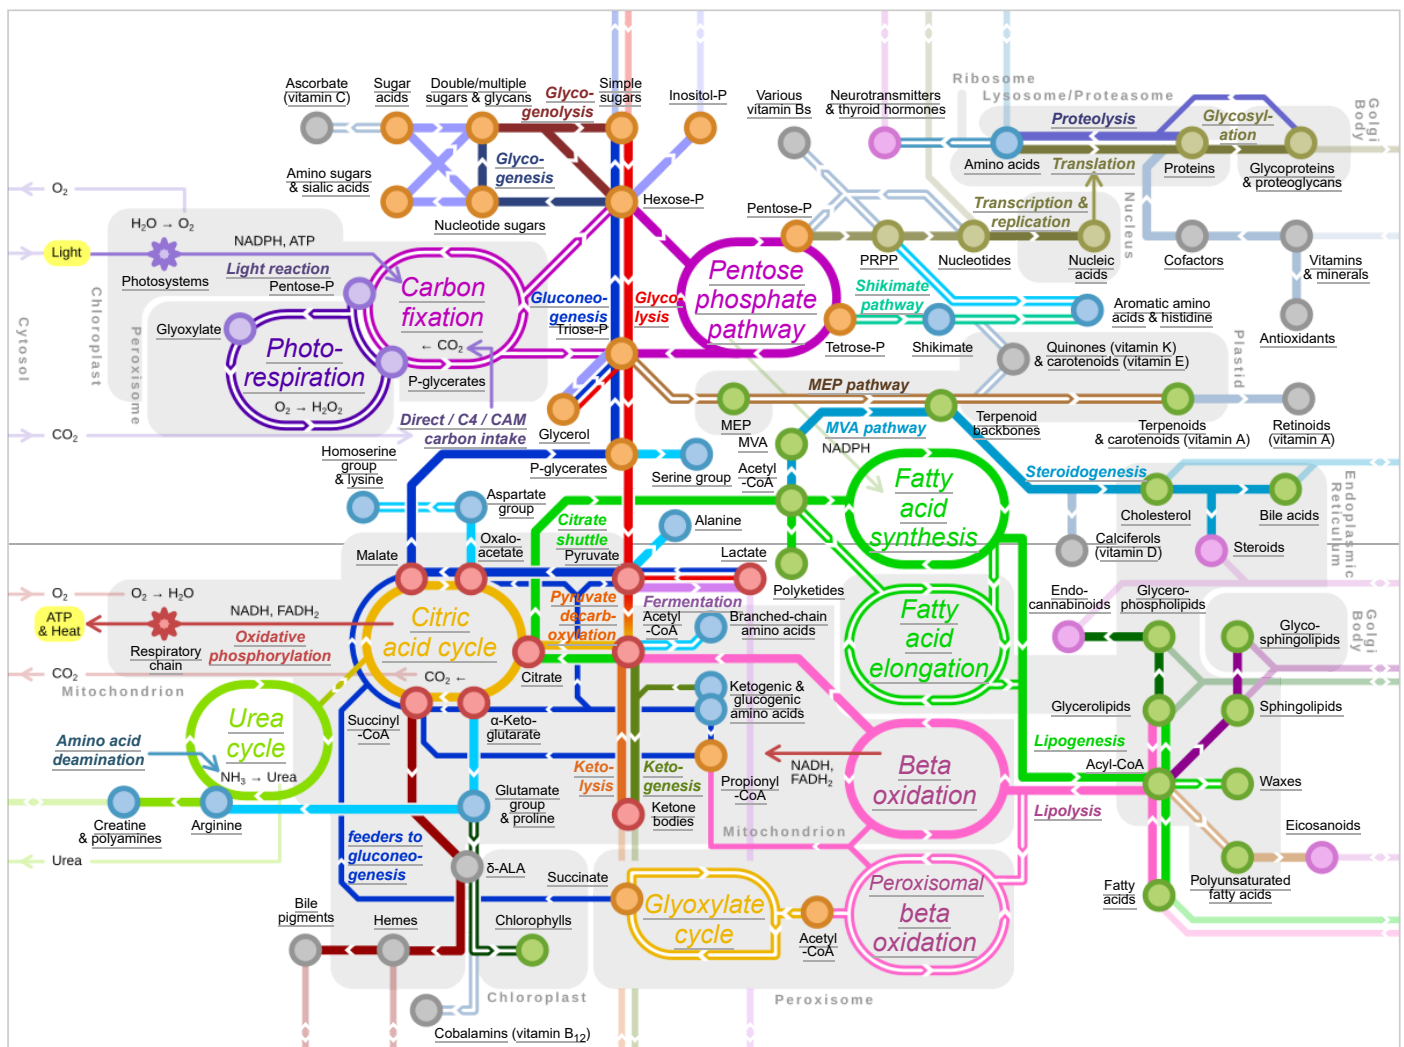 Ribosome
Lysosome/Proteasome
Ascorbate
(vitamin C)
Sugar
acids
Double/multiple
sugars & glycans
Glyco-
genolysis
Simple
sugars
Inositol-P
Various
vitamin Bs
Neurotransmitters
& thyroid hormones
Proteolysis
Glycosyl-
ation
Golgi
Body
Amino sugars
& sialic acids
Glyco-
genesis
Nucleotide sugars
Hexose-P
Amino acids
Translation
Proteins
Glycoproteins
& proteoglycans
O2
H2O → O2
Light
NADPH, ATP
Photosystems
Light reaction
Pentose-P
Carbon
fixation
← CO2
Gluconeo-
genesis
Glyco-
lysis
Triose-P
Pentose-P
Pentose
phosphate
pathway
PRPP
Transcription &
replication
Nucleotides
Nucleic
acids
Nucleus
Cofactors
Vitamins
& minerals
Shikimate
pathway
Tetrose-P
Shikimate
Aromatic amino
acids & histidine
Antioxidants
Cytosol
Chloroplast
Peroxisome
Glyoxylate
Photo-
respiration
O2 → H2O2
P-glycerates
Direct / C4 / CAM
carbon intake
CO2
Glycerol
Quinones (vitamin K)
& carotenoids (vitamin E)
Plastid
MEP pathway
MEP
MVA
MVA pathway
NADPH
Terpenoid
backbones
Terpenoids
& carotenoids (vitamin A)
Retinoids
(vitamin A)
Homoserine
group
& lysine
P-glycerates
Serine group
Acetyl
-CoA
Fatty
acid
synthesis
Steroidogenesis
Cholesterol
Bile acids
Endoplasmic
Reticulum
Aspartate
group
Citrate
shuttle
Alanine
Calciferols
(vitamin D)
Steroids
Malate
Oxalo-
acetate
Pyruvate
Lactate
Polyketides
O2
O2 → H2O
ATP
& Heat
NADH, FADH2
Respiratory
chain
Oxidative
phosphorylation
CO2
Mitochondrion
Citric
acid cycle
CO2 ←
Pyruvate
decarb-
oxylation
Fermentation
Acetyl
-CoA
Branched-chain
amino acids
Citrate
Fatty
acid
elongation
Endo-
cannabinoids
Glycero-
phospholipids
Glyco-
sphingolipids
Golgi
Body
Urea
cycle
NH3 → Urea
Amino acid
deamination
Succinyl
-CoA
α-Keto-
glutarate
Ketogenic &
glucogenic
amino acids
Glycerolipids
Sphingolipids
Keto-
lysis
Keto-
genesis
Propionyl
-CoA
NADH,
FADH2
Beta
oxidation
Lipogenesis
Acyl-CoA
Waxes
Lipolysis
Creatine
& polyamines
Arginine
Glutamate
group
& proline
Ketone
bodies
Mitochondrion
Eicosanoids
Urea
feeders to
gluconeo-
genesis
δ-ALA
Succinate
Glyoxylate
cycle
Acetyl
-CoA
Peroxisomal
beta
oxidation
Fatty
acids
Polyunsaturated
fatty acids
Bile
pigments
Hemes
Chlorophylls
Chloroplast
Peroxisome
Cobalamins (vitamin B12)